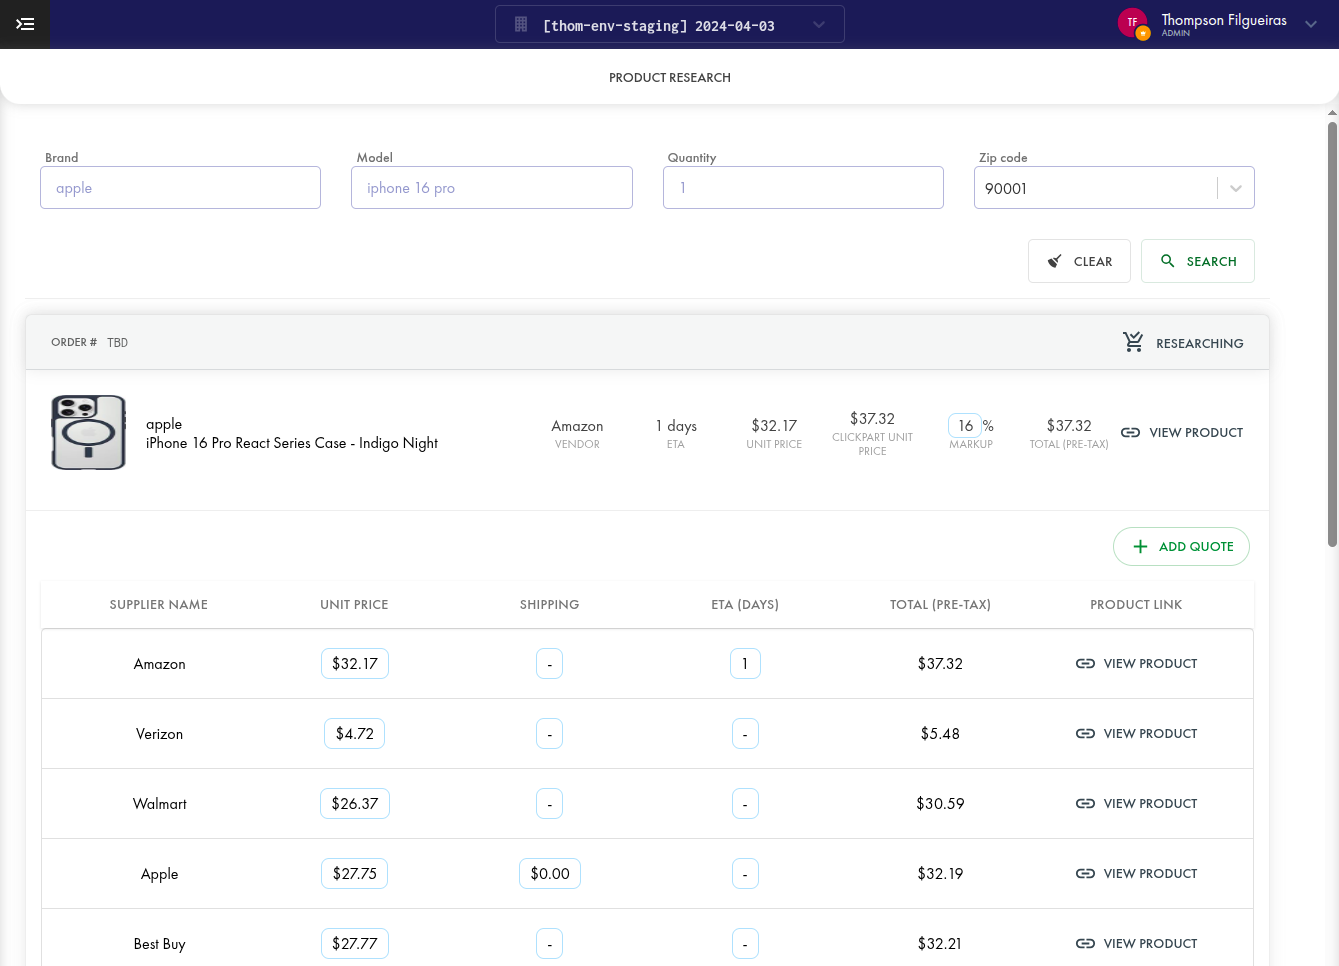 [thom-env-staging] 2024-04-03
TF
Thompson Filgueiras
ADMIN
PRODUCT RESEARCH
Brand
Model
Quantity
Zip code
apple
iphone 16 pro
1
90001
CLEAR
SEARCH
ORDER # TBD
RESEARCHING
apple
iPhone 16 Pro React Series Case - Indigo Night
Amazon
VENDOR
1 days
ETA
$32.17
UNIT PRICE
$37.32
CLICKPART UNIT
PRICE
16 %
MARKUP
$37.32
TOTAL (PRE-TAX)
VIEW PRODUCT
ADD QUOTE
SUPPLIER NAME UNIT PRICE SHIPPING ETA (DAYS) TOTAL (PRE-TAX) PRODUCT LINK
Amazon $32.17 - 1 $37.32 VIEW PRODUCT
Verizon $4.72 - - $5.48 VIEW PRODUCT
Walmart $26.37 - - $30.59 VIEW PRODUCT
Apple $27.75 $0.00 - $32.19 VIEW PRODUCT
Best Buy $27.77 - - $32.21 VIEW PRODUCT